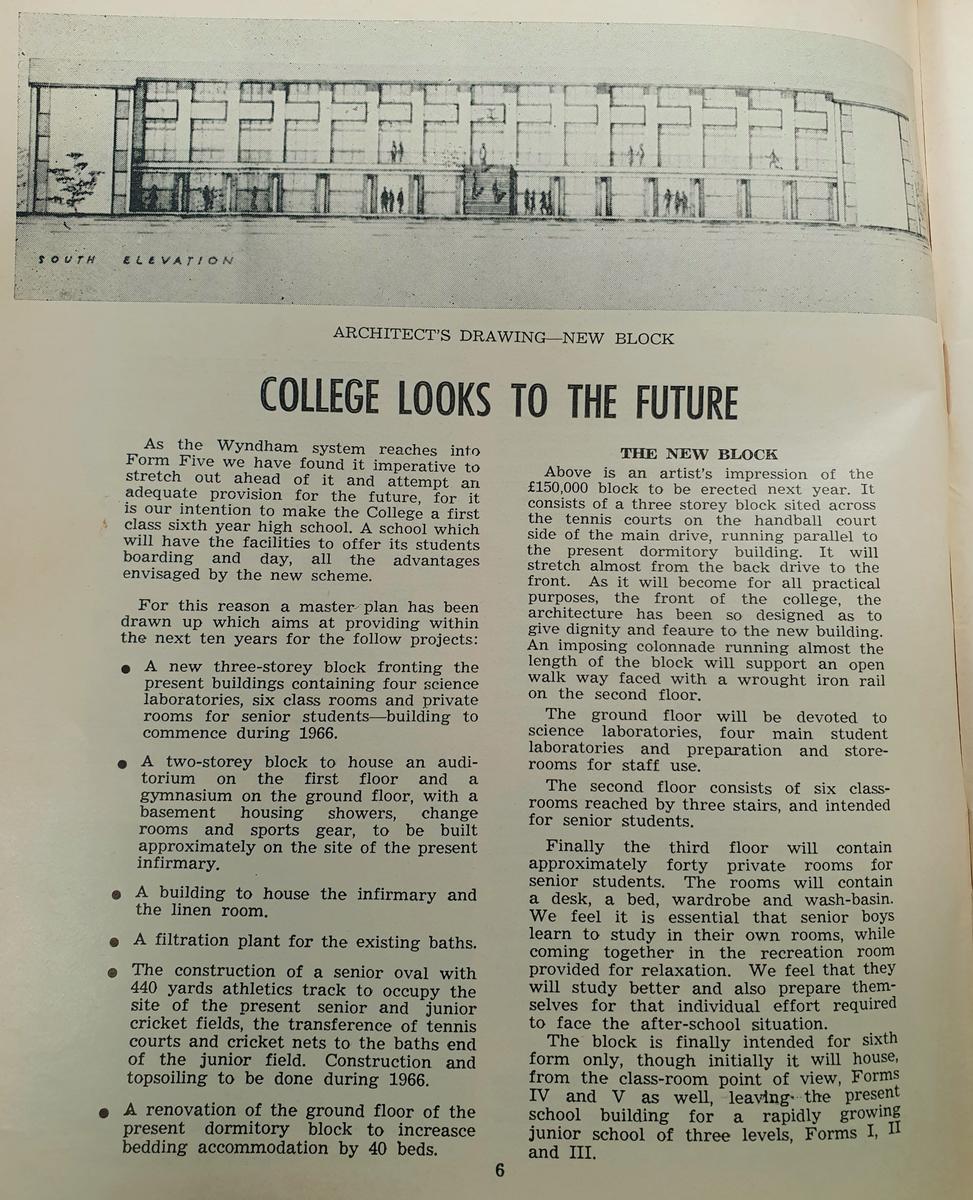 SOUTH ELEVATION
ARCHITECT'S DRAWING—NEW BLOCK
COLLEGE LOOKS TO THE FUTURE
As the Wyndham system reaches into
Form Five we have found it imperative to
stretch out ahead of it and attempt an
adequate provision for the future, for it
is our intention to make the College a first
class sixth year high school. A school which
will have the facilities to offer its students
boarding and day, all the advantages
envisaged by the new scheme.
For this reason a master plan has been
drawn up which aims at providing within
the next ten years for the follow projects:
● A new three-storey block fronting the
present buildings containing four science
laboratories, six class rooms and private
rooms for senior students—building to
commence during 1966.
● A two-storey block to house an audi-
torium on the first floor and a
gymnasium on the ground floor, with a
basement housing showers, change
rooms and sports gear, to be built
approximately on the site of the present
infirmary.
● A building to house the infirmary and
the linen room.
● A filtration plant for the existing baths.
● The construction of a senior oval with
440 yards athletics track to occupy the
site of the present senior and junior
cricket fields, the transference of tennis
courts and cricket nets to the baths end
of the junior field. Construction and
topsoiling to be done during 1966.
● A renovation of the ground floor of the
present dormitory block to increasce
bedding accommodation by 40 beds.
THE NEW BLOCK
Above is an artist's impression of the
£150,000 block to be erected next year. It
consists of a three storey block sited across
the tennis courts on the handball court
side of the main drive, running parallel to
the present dormitory building. It will
stretch almost from the back drive to the
front. As it will become for all practical
purposes, the front of the college, the
architecture has been so designed as to
give dignity and feaure to the new building.
An imposing colonnade running almost the
length of the block will support an open
walk way faced with a wrought iron rail
on the second floor.
The ground floor will be devoted to
science laboratories, four main student
laboratories and preparation and store-
rooms for staff use.
The second floor consists of six class-
rooms reached by three stairs, and intended
for senior students.
Finally the third floor will contain
approximately forty private rooms for
senior students. The rooms will contain
a desk, a bed, wardrobe and wash-basin.
We feel it is essential that senior boys
learn to study in their own rooms, while
coming together in the recreation room
provided for relaxation. We feel that they
will study better and also prepare them-
selves for that individual effort required
to face the after-school situation.
The block is finally intended for sixth
form only, though initially it will house,
from the class-room point of view, Forms
IV and V as well, leaving the present
school building for a rapidly growing
junior school of three levels, Forms I, II
and III.
6